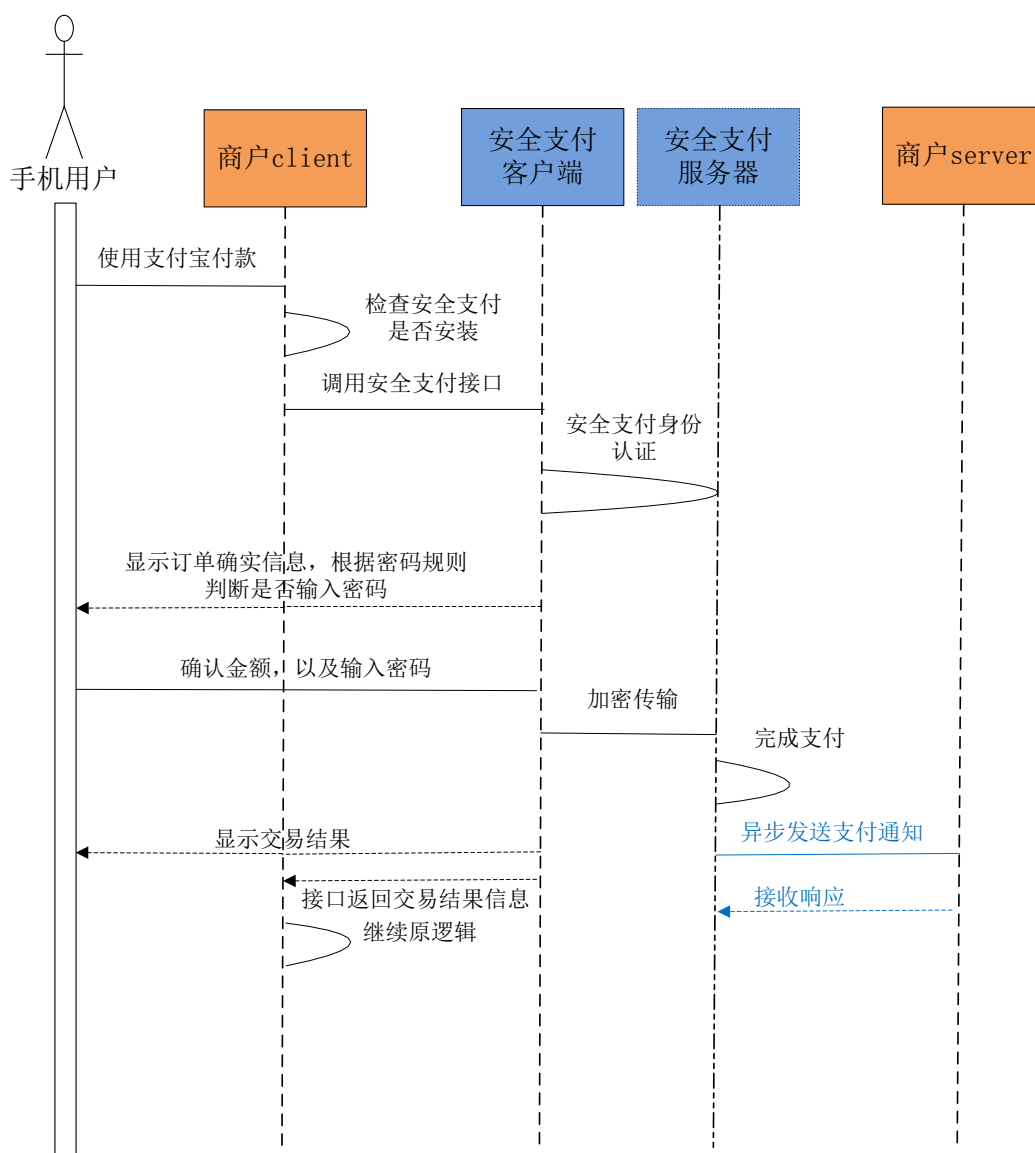 手机用户
商户client
安全支付
客户端
安全支付
服务器
商户server
使用支付宝付款
检查安全支付
是否安装
调用安全支付接口
安全支付身份
认证
显示订单确实信息，根据密码规则
判断是否输入密码
确认金额，以及输入密码
加密传输
完成支付
显示交易结果
异步发送支付通知
接口返回交易结果信息
接收响应
继续原逻辑